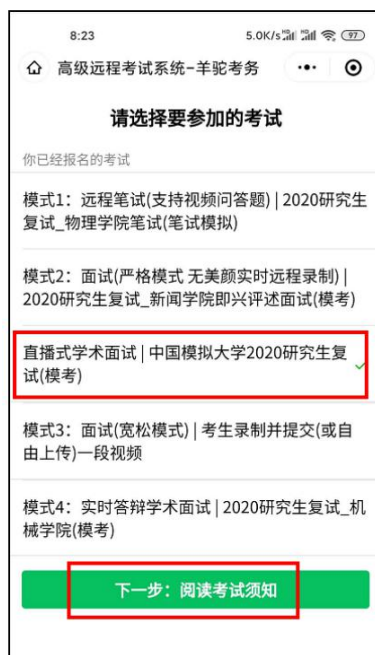 8:23 5.0K/s HD HD 97
高级远程考试系统-羊驼考务
请选择要参加的考试
你已经报名的考试
模式1：远程笔试(支持视频问答题) | 2020研究生
复试_物理学院笔试(笔试模拟)
模式2：面试(严格模式 无美颜实时远程录制) |
2020研究生复试_新闻学院即兴评述面试(模考)
直播式学术面试 | 中国模拟大学2020研究生复
试(模考)
模式3：面试(宽松模式) | 考生录制并提交(或自
由上传)一段视频
模式4：实时答辩学术面试 | 2020研究生复试_机
械学院(模考)
下一步：阅读考试须知